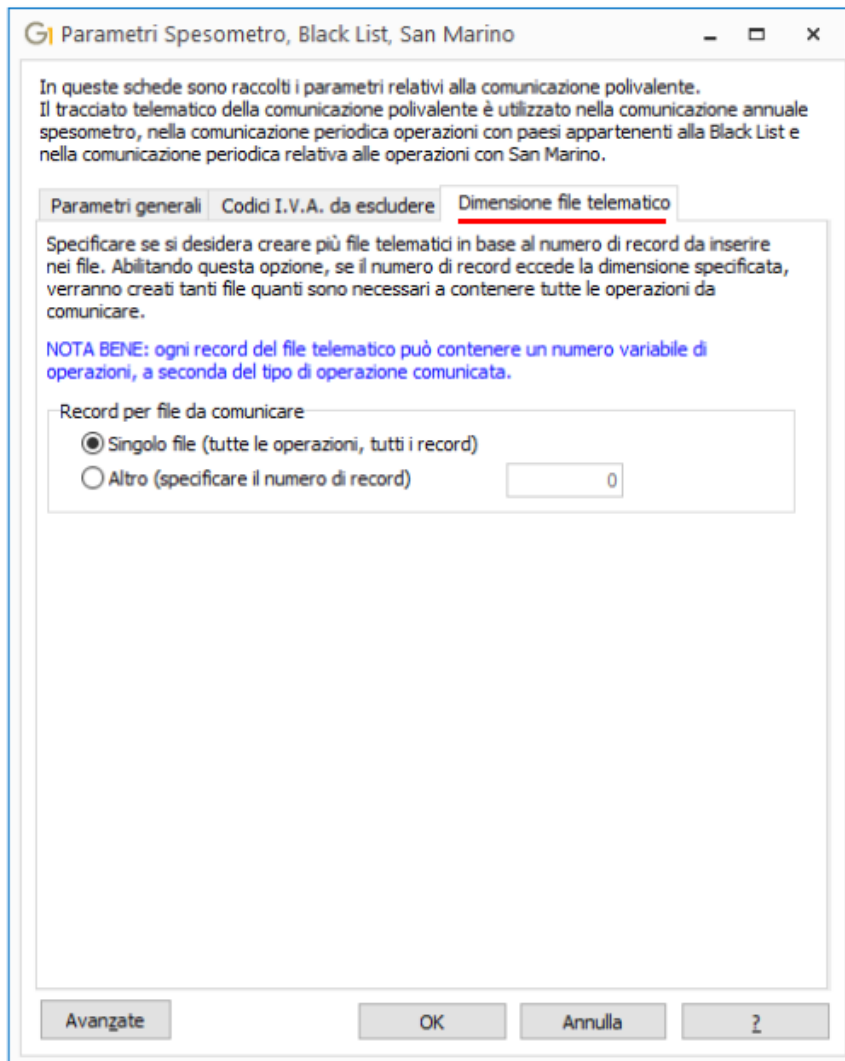 G1 Parametri Spesometro, Black List, San Marino
In queste schede sono raccolti i parametri relativi alla comunicazione polivalente.
Il tracciato telematico della comunicazione polivalente è utilizzato nella comunicazione annuale
spesometro, nella comunicazione periodica operazioni con paesi appartenenti alla Black List e
nella comunicazione periodica relativa alle operazioni con San Marino.
Parametri generali Codici I.V.A. da escludere Dimensione file telematico
Specificare se si desidera creare più file telematici in base al numero di record da inserire
nei file. Abilitando questa opzione, se il numero di record eccede la dimensione specificata,
verranno creati tanti file quanti sono necessari a contenere tutte le operazioni da
comunicare.
NOTA BENE: ogni record del file telematico può contenere un numero variabile di
operazioni, a seconda del tipo di operazione comunicata.
Record per file da comunicare
Singolo file (tutte le operazioni, tutti i record)
Altro (specificare il numero di record) 0
Avanzate OK Annulla ?